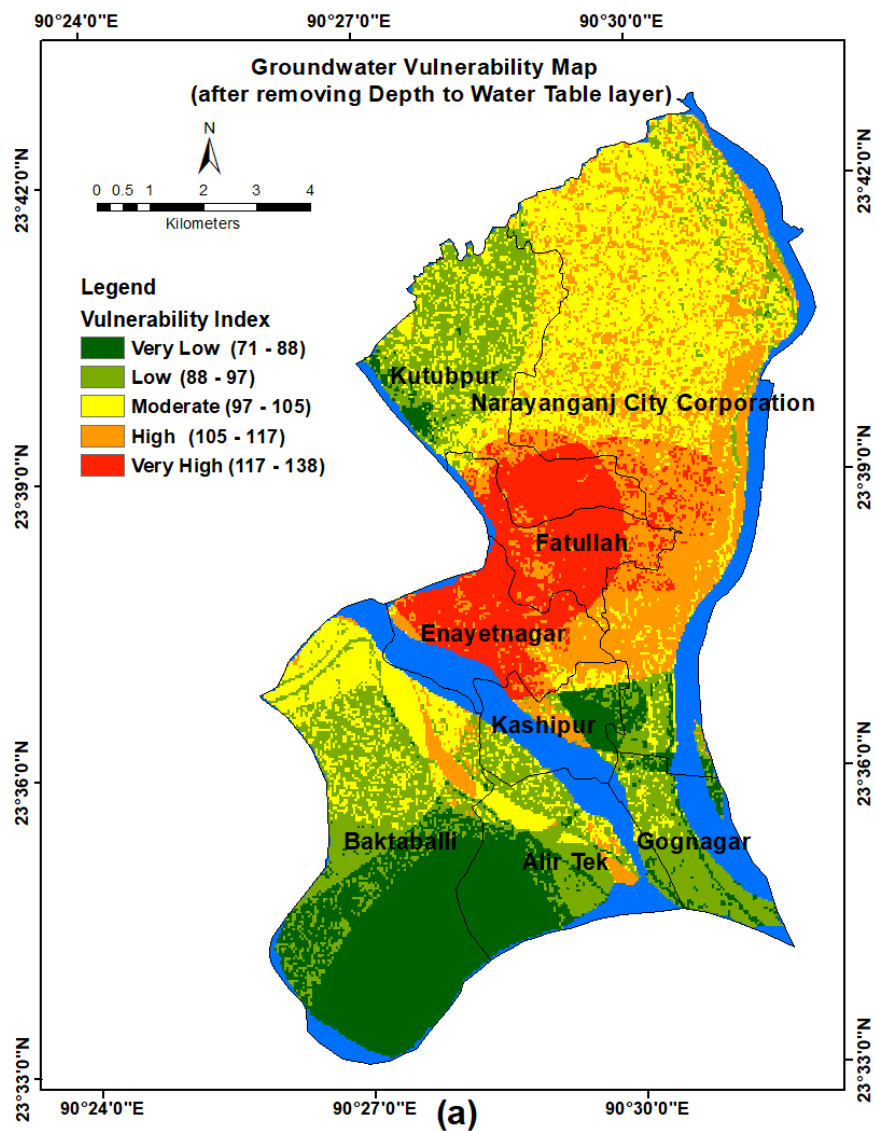 90°24'0"E 90°27'0"E 90°30'0"E
Groundwater Vulnerability Map
(after removing Depth to Water Table layer)
N
0 0.5 1 2 3 4
Kilometers
23°42'0"N 23°42'0"N
Legend
Vulnerability Index
Very Low (71 - 88)
Low (88 - 97)
Moderate (97 - 105)
High (105 - 117)
Very High (117 - 138)
Kutubpur
Narayanganj City Corporation
23°39'0"N 23°39'0"N
Fatullah
Enayetnagar
Kashipur
23°36'0"N 23°36'0"N
Baktaballi
Alir Tek
Gognagar
23°33'0"N 23°33'0"N
90°24'0"E 90°27'0"E 90°30'0"E
(a)